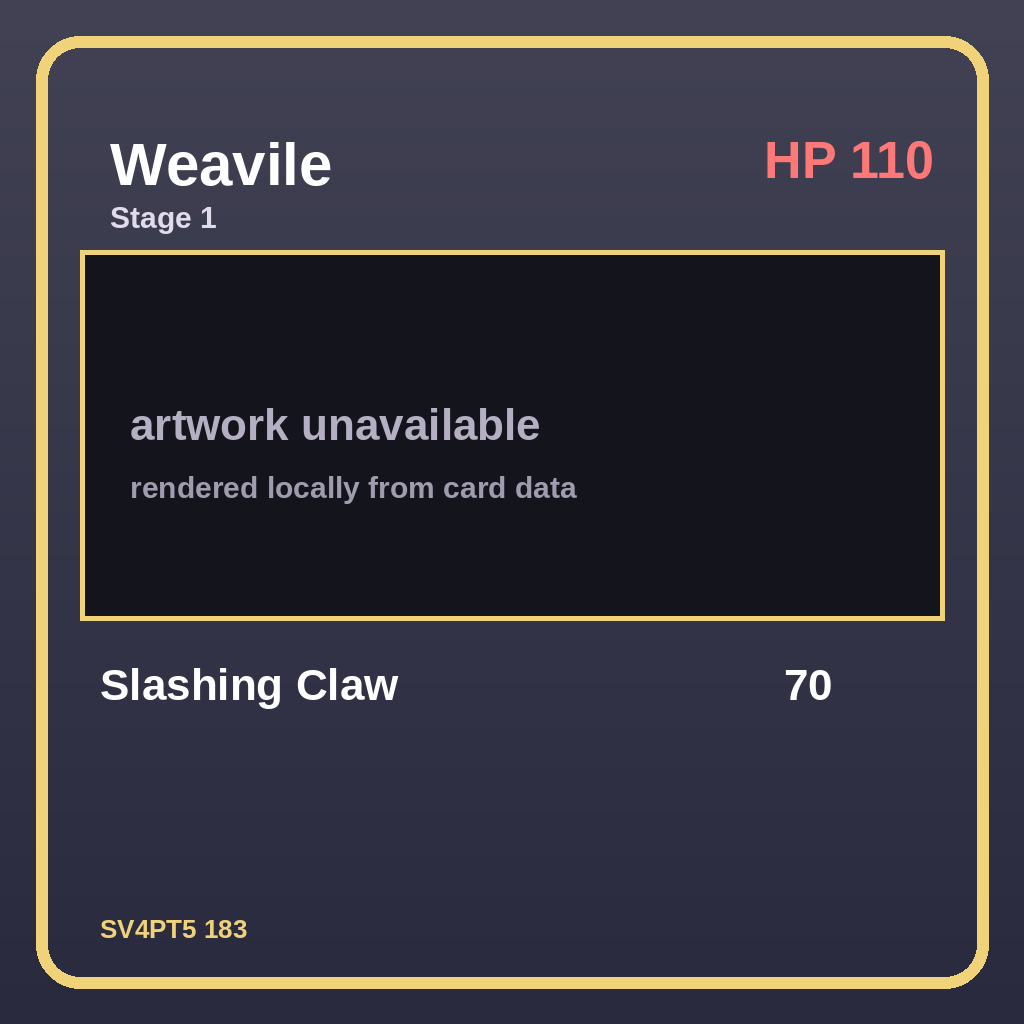 Weavile
HP 110
Stage 1
artwork unavailable
rendered locally from card data
Slashing Claw 70
SV4PT5 183